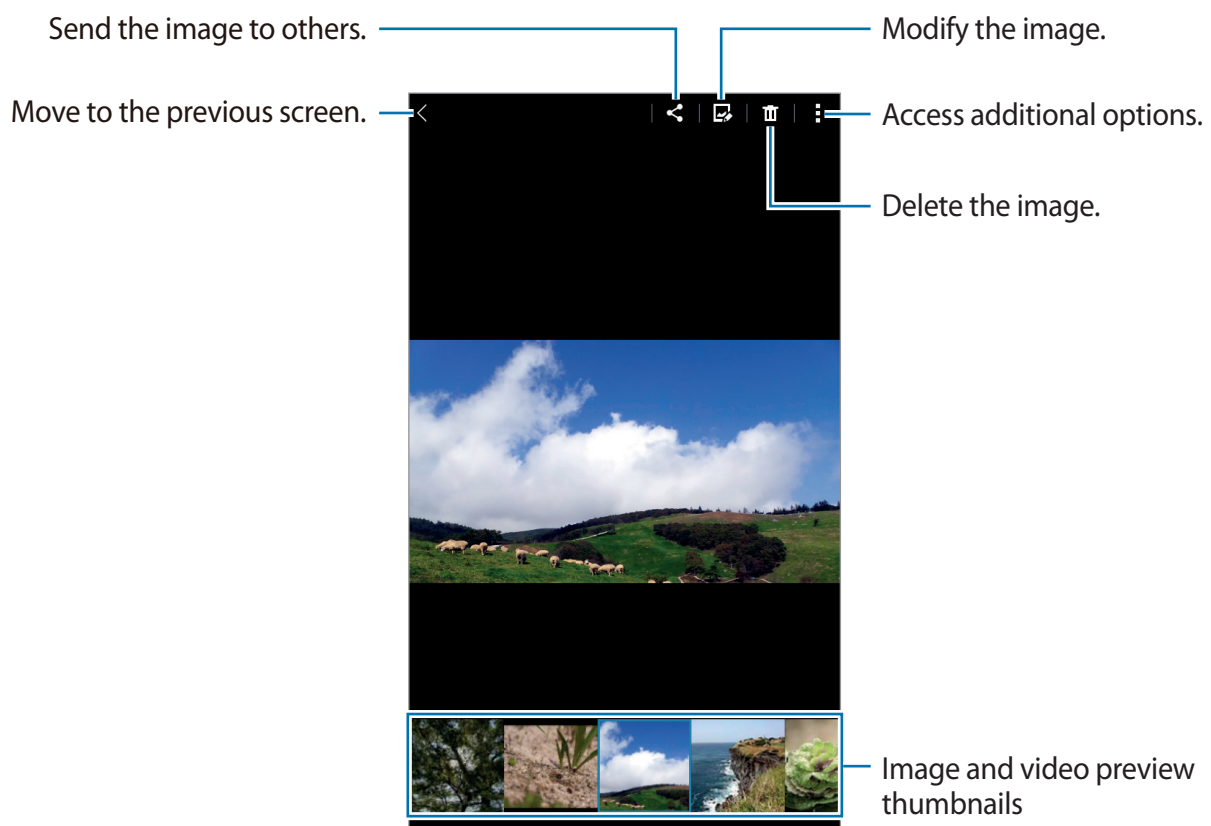 Send the image to others.
Modify the image.
Move to the previous screen.
Access additional options.
Delete the image.
Image and video preview
thumbnails